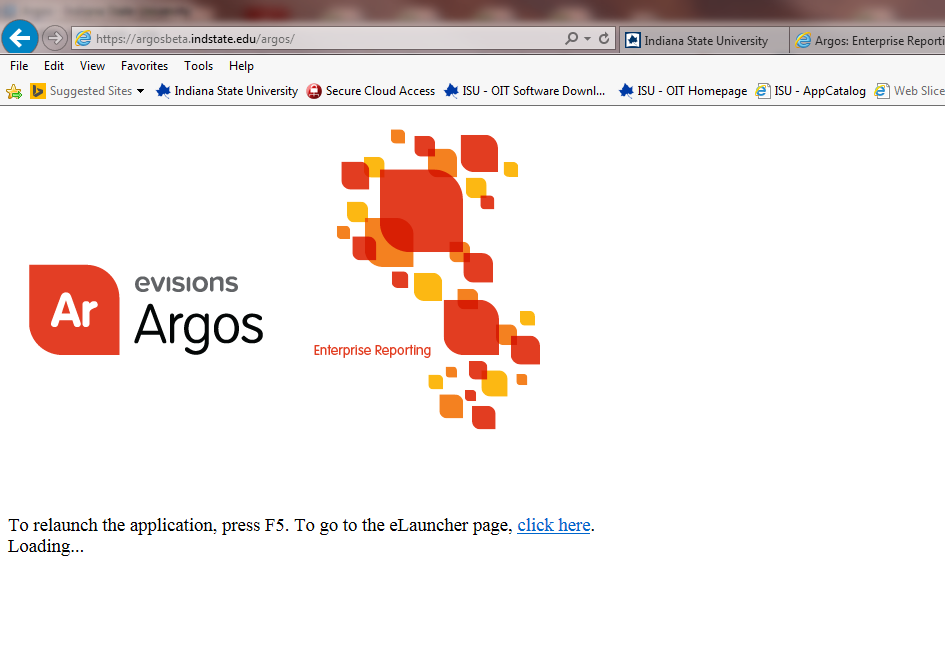 https://argosbeta.indstate.edu/argos/
Indiana State University
Argos: Enterprise Reporti
File Edit View Favorites Tools Help
Suggested Sites Indiana State University Secure Cloud Access ISU - OIT Software Downl... ISU - OIT Homepage ISU - AppCatalog Web Slice
Ar
evisions
Argos
Enterprise Reporting
To relaunch the application, press F5. To go to the eLauncher page, click here.
Loading...